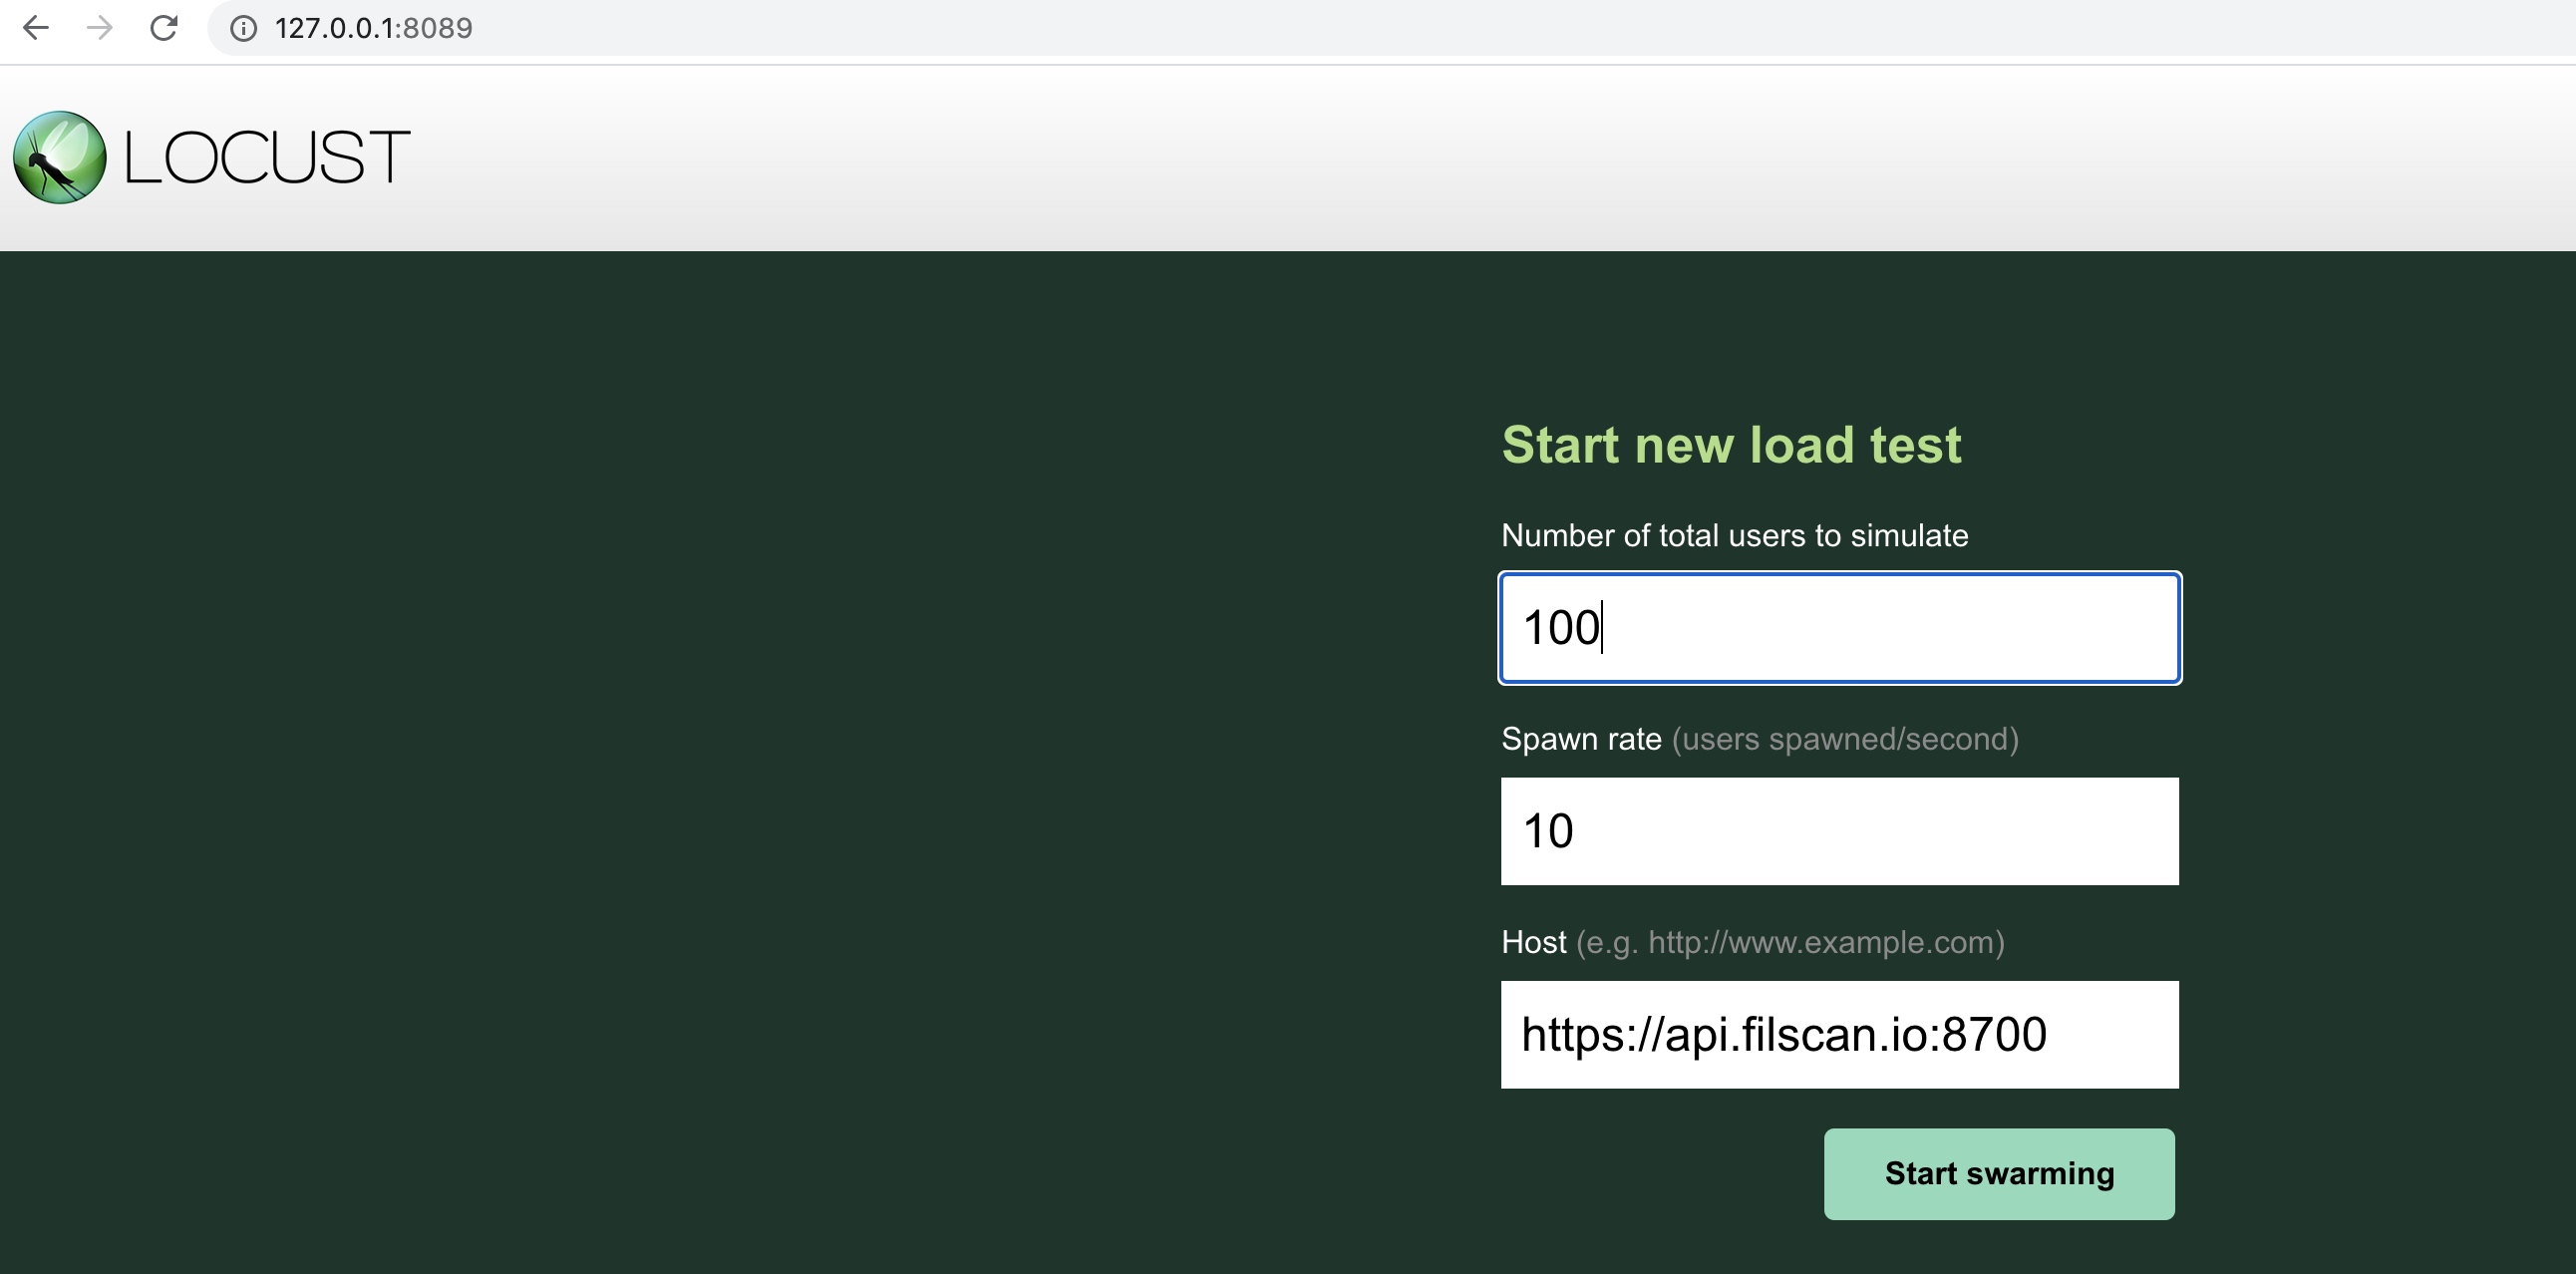 127.0.0.1:8089
LOCUST
Start new load test
Number of total users to simulate
100
Spawn rate (users spawned/second)
10
Host (e.g. http://www.example.com)
https://api.filscan.io:8700
Start swarming